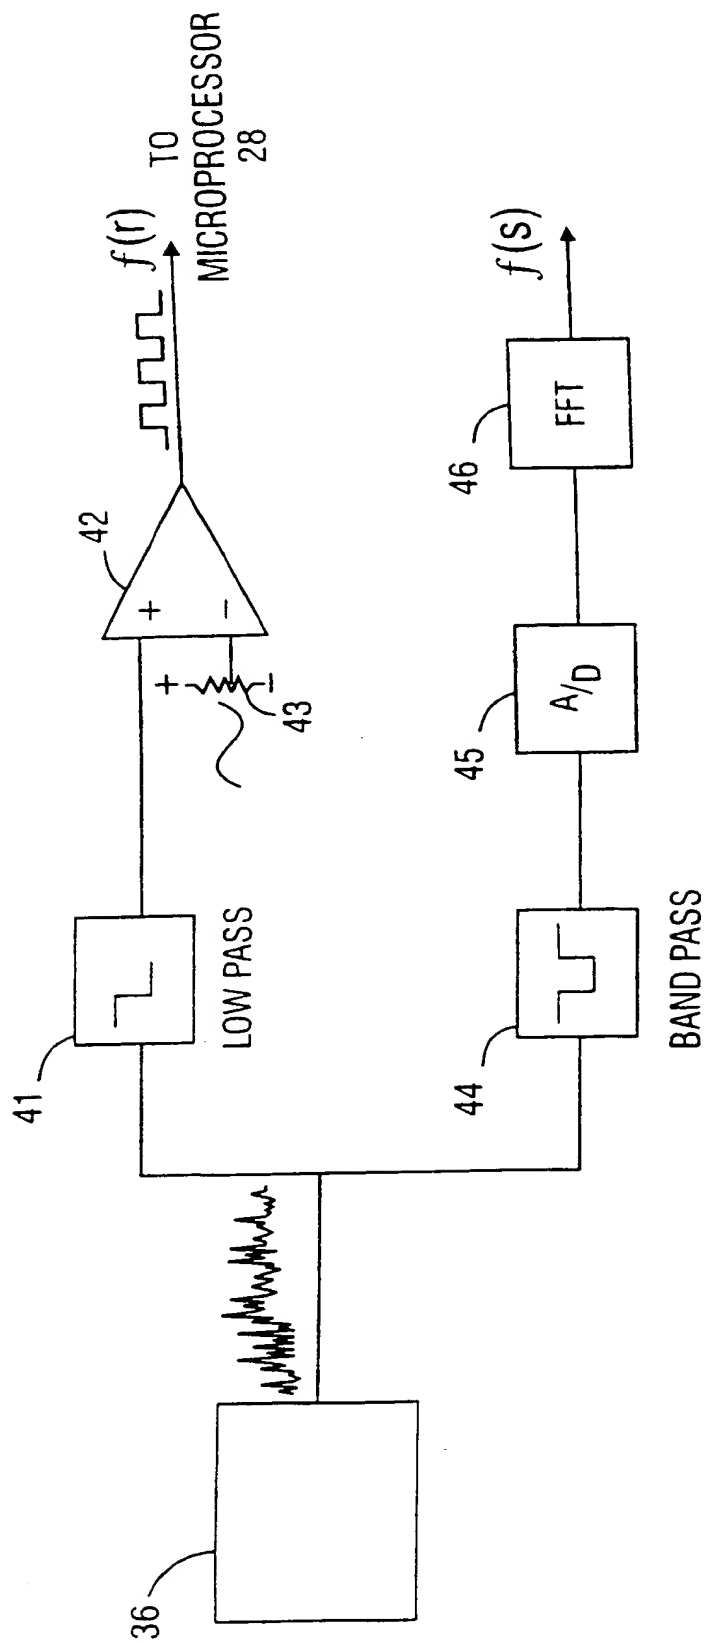 36
41
LOW PASS
42
+
−
+
−
43
f(r)
TO
MICROPROCESSOR
28
44
BAND PASS
45
A/D
46
FFT
f(s)